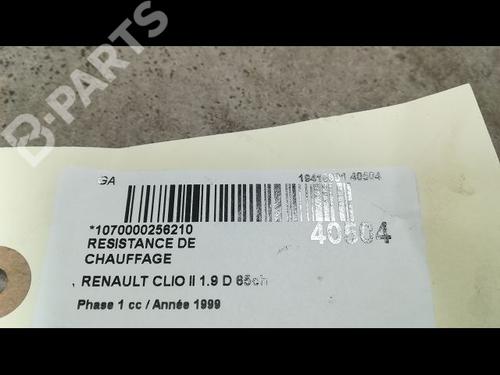 B-PARTS
GA
19416001 40504
*1070000256210
40504
RESISTANCE DE
CHAUFFAGE
, RENAULT CLIO II 1.9 D 65ch
Phase 1 cc / Année 1999